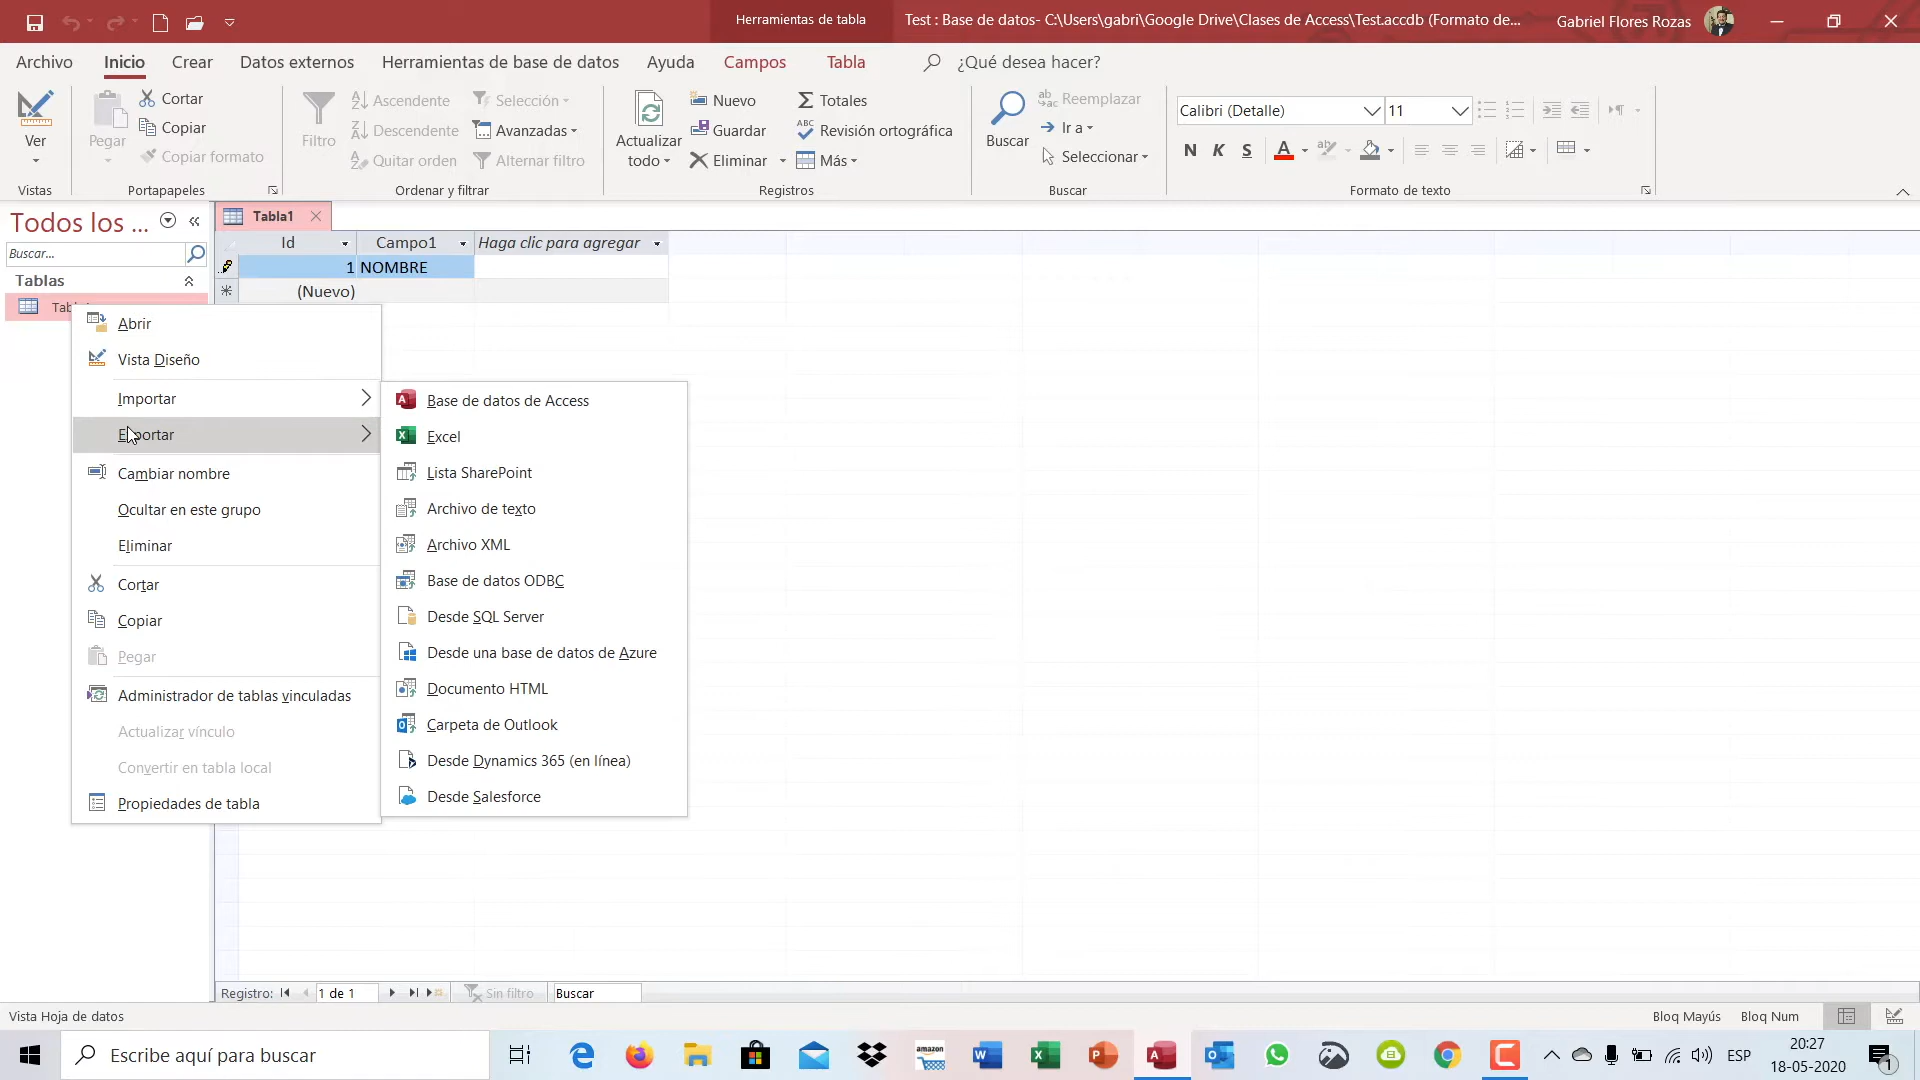 Herramientas de tabla
Test : Base de datos- C:\Users\gabri\Google Drive\Clases de Access\Test.accdb (Formato de...
Gabriel Flores Rozas
Archivo
Inicio
Crear
Datos externos
Herramientas de base de datos
Ayuda
Campos
Tabla
¿Qué desea hacer?
Ver
Vistas
Pegar
Cortar
Copiar
Copiar formato
Portapapeles
Filtro
Ascendente
Descendente
Quitar orden
Selección
Avanzadas
Alternar filtro
Ordenar y filtrar
Actualizar
todo
Nuevo
Guardar
Eliminar
Totales
Revisión ortográfica
Más
Registros
Buscar
Reemplazar
Ir a
Seleccionar
Buscar
Calibri (Detalle)
11
N K S A
Formato de texto
Todos los ...
Buscar...
Tablas
Tabla1
Id
Campo1
Haga clic para agregar
1 NOMBRE
(Nuevo)
Abrir
Vista Diseño
Importar
Exportar
Cambiar nombre
Ocultar en este grupo
Eliminar
Cortar
Copiar
Pegar
Administrador de tablas vinculadas
Actualizar vínculo
Convertir en tabla local
Propiedades de tabla
Base de datos de Access
Excel
Lista SharePoint
Archivo de texto
Archivo XML
Base de datos ODBC
Desde SQL Server
Desde una base de datos de Azure
Documento HTML
Carpeta de Outlook
Desde Dynamics 365 (en línea)
Desde Salesforce
Registro:
1 de 1
Sin filtro
Buscar
Vista Hoja de datos
Bloq Mayús
Bloq Num
Escribe aquí para buscar
amazon
ESP
20:27
18-05-2020
1